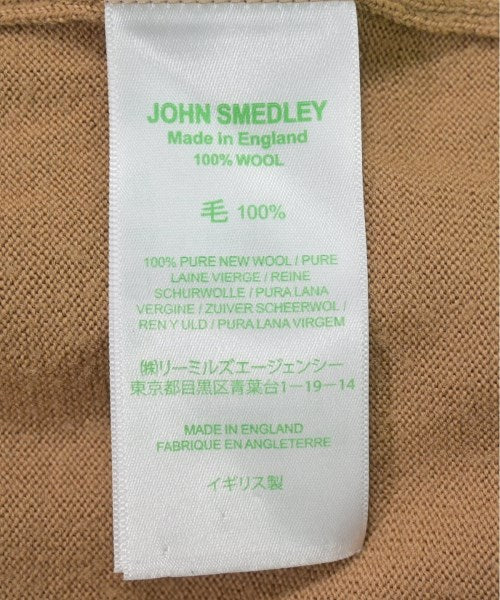 JOHN SMEDLEY
Made in England
100% WOOL
毛 100%
100% PURE NEW WOOL / PURE
LAINE VIERGE / REINE
SCHURWOLLE / PURA LANA
VERGINE / ZUIVER SCHEERWOL /
REN Y ULD / PURA LANA VIRGEM
㈱リーミルズエージェンシー
東京都目黒区青葉台1-19-14
MADE IN ENGLAND
FABRIQUE EN ANGLETERRE
イギリス製